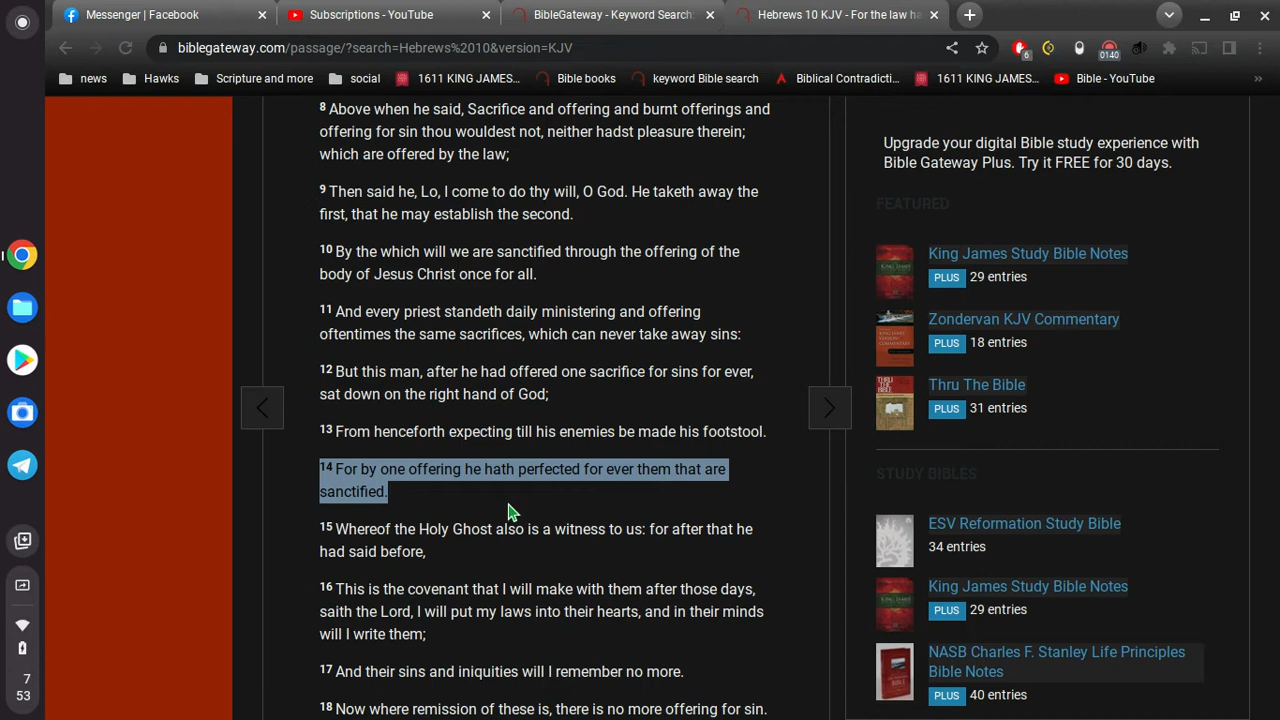 Messenger | Facebook
Subscriptions - YouTube
BibleGateway - Keyword Search:
Hebrews 10 KJV - For the law ha
biblegateway.com/passage/?search=Hebrews%2010&version=KJV
6
0140
news
Hawks
Scripture and more
social
1611 KING JAMES...
Bible books
keyword Bible search
Biblical Contradicti...
1611 KING JAMES...
Bible - YouTube
8 Above when he said, Sacrifice and offering and burnt offerings and
offering for sin thou wouldest not, neither hadst pleasure therein;
which are offered by the law;
9 Then said he, Lo, I come to do thy will, O God. He taketh away the
first, that he may establish the second.
10 By the which will we are sanctified through the offering of the
body of Jesus Christ once for all.
11 And every priest standeth daily ministering and offering
oftentimes the same sacrifices, which can never take away sins:
12 But this man, after he had offered one sacrifice for sins for ever,
sat down on the right hand of God;
13 From henceforth expecting till his enemies be made his footstool.
14 For by one offering he hath perfected for ever them that are
sanctified.
15 Whereof the Holy Ghost also is a witness to us: for after that he
had said before,
16 This is the covenant that I will make with them after those days,
saith the Lord, I will put my laws into their hearts, and in their minds
will I write them;
17 And their sins and iniquities will I remember no more.
18 Now where remission of these is, there is no more offering for sin.
Upgrade your digital Bible study experience with
Bible Gateway Plus. Try it FREE for 30 days.
FEATURED
King James Study Bible Notes
PLUS 29 entries
Zondervan KJV Commentary
PLUS 18 entries
Thru The Bible
PLUS 31 entries
STUDY BIBLES
ESV Reformation Study Bible
34 entries
King James Study Bible Notes
PLUS 29 entries
NASB Charles F. Stanley Life Principles
Bible Notes
PLUS 40 entries
7
53